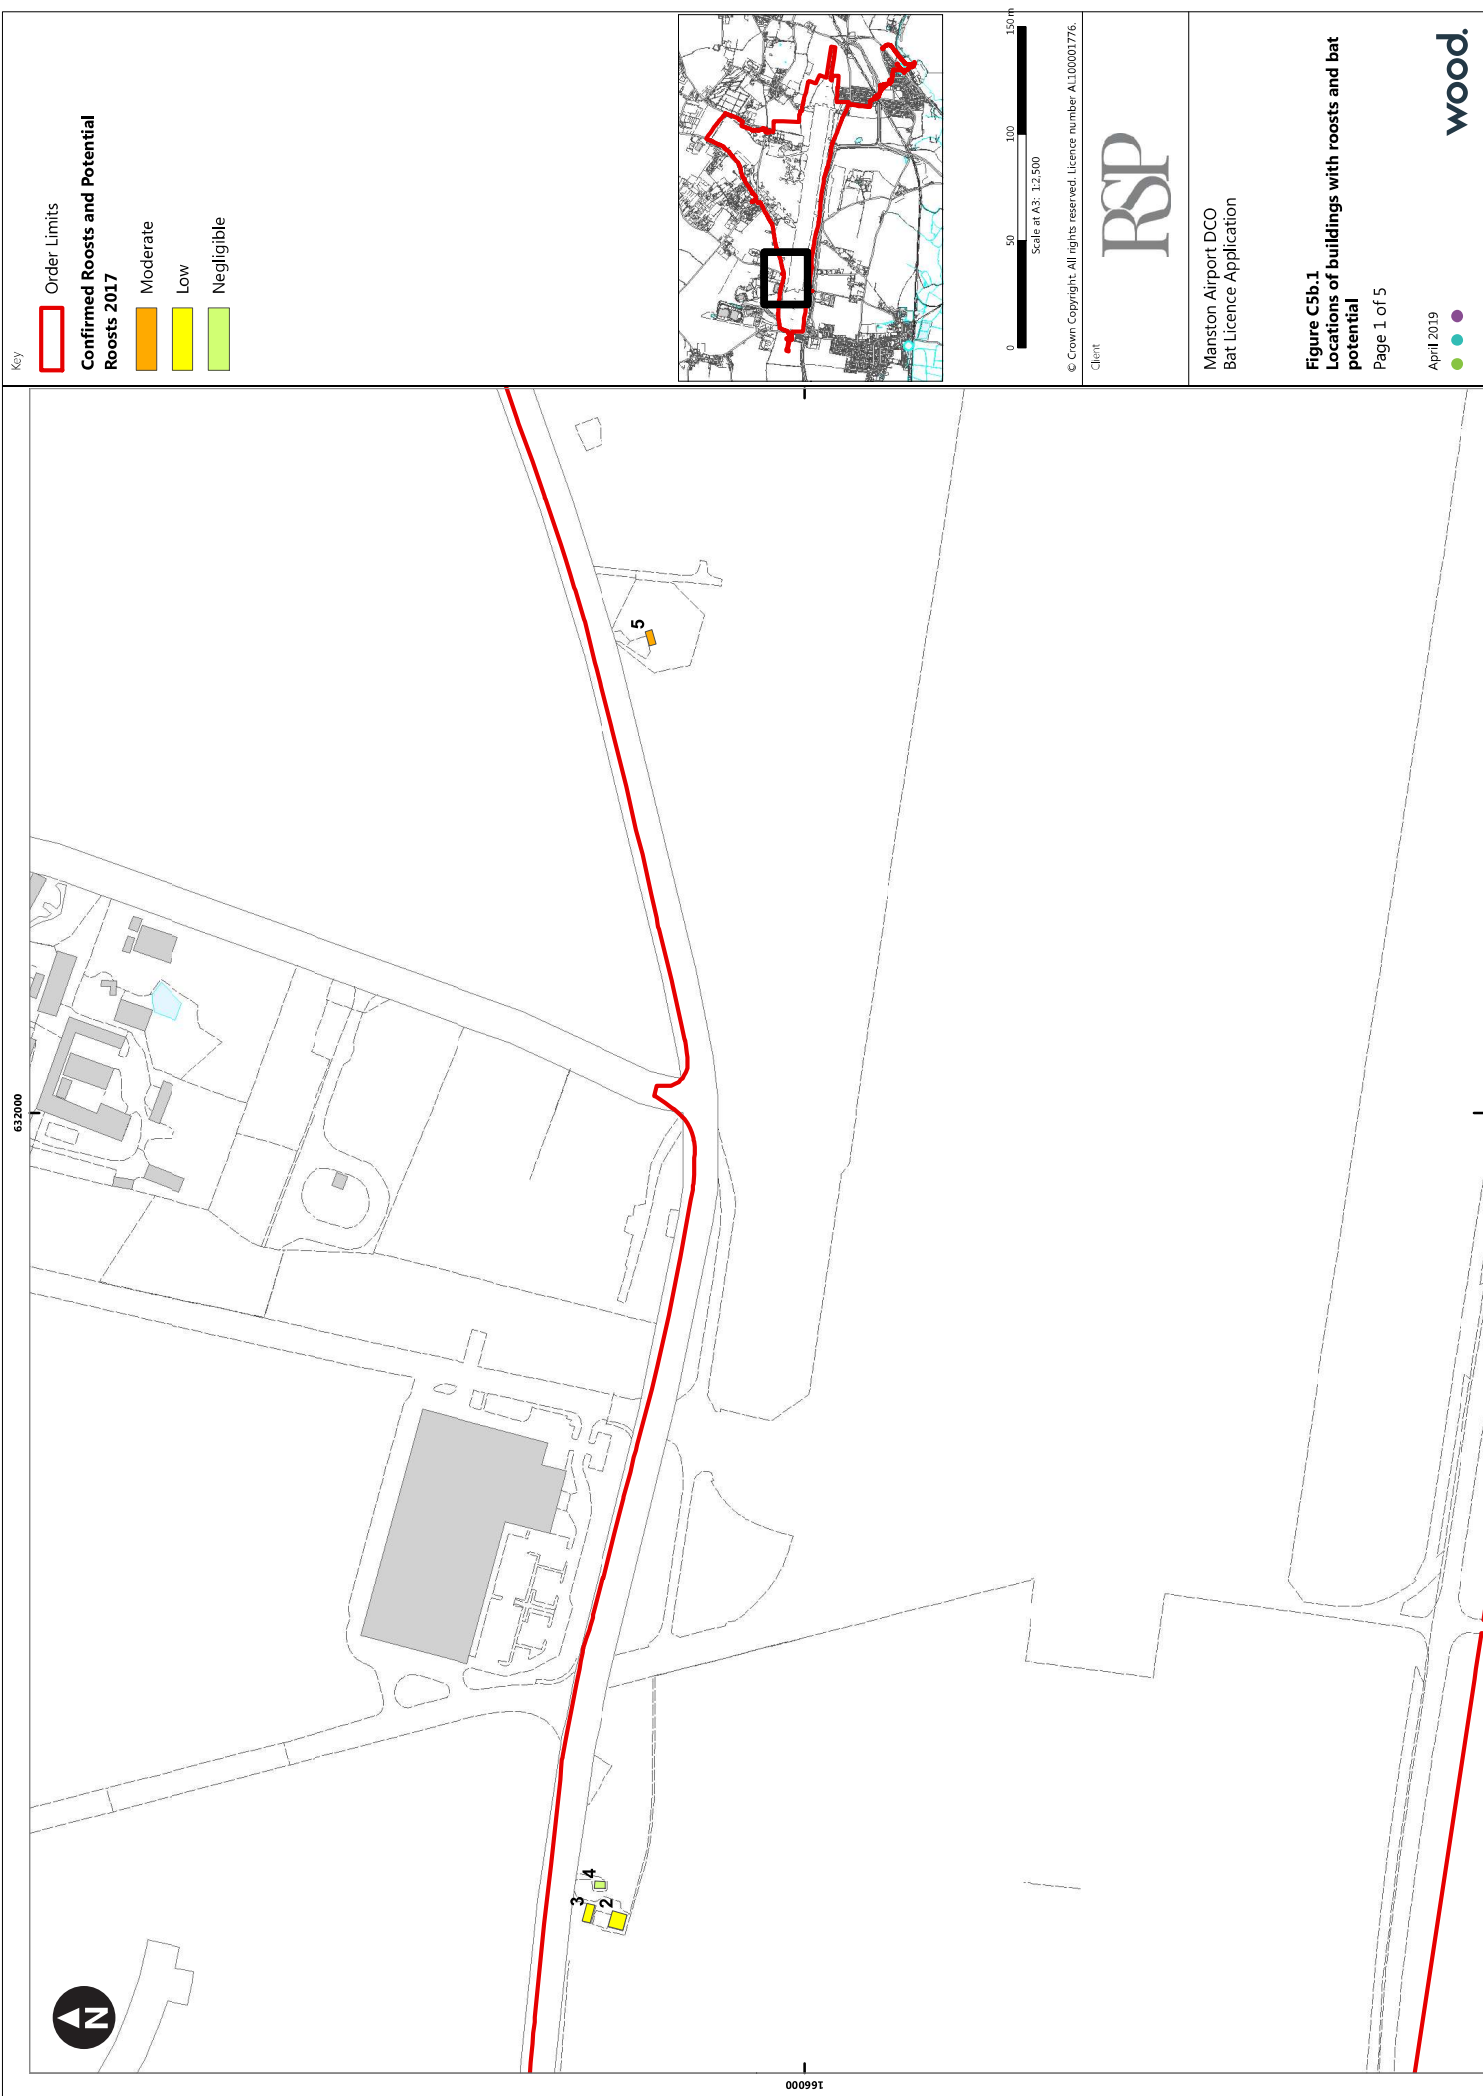 Key
Order Limits
Confirmed Roosts and Potential
Roosts 2017
Moderate
Low
Negligible
0 50 100 150 m
Scale at A3: 1:2,500
© Crown Copyright. All rights reserved. Licence number AL100001776.
Client
RSP
Manston Airport DCO
Bat Licence Application
Figure C5b.1
Locations of buildings with roosts and bat
potential
Page 1 of 5
April 2019
wood.
N
632000
166000
5
4
3
2